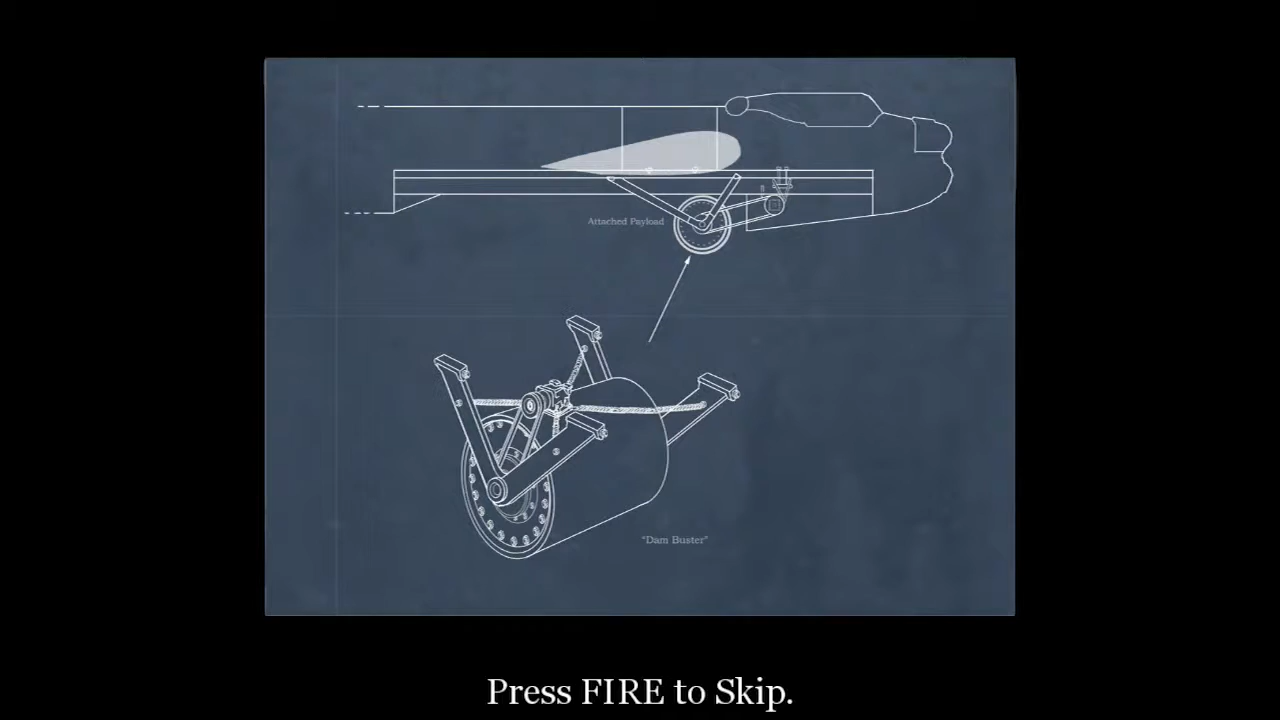 Attached Payload
"Dam Buster"
Press FIRE to Skip.